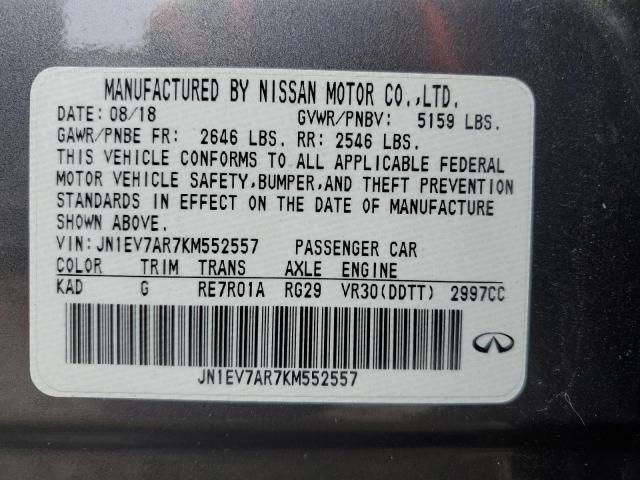 MANUFACTURED BY NISSAN MOTOR CO.,LTD.
DATE: 08/18 GVWR/PNBV: 5159 LBS.
GAWR/PNBE FR: 2646 LBS. RR: 2546 LBS.
THIS VEHICLE CONFORMS TO ALL APPLICABLE FEDERAL
MOTOR VEHICLE SAFETY,BUMPER,AND THEFT PREVENTION
STANDARDS IN EFFECT ON THE DATE OF MANUFACTURE
SHOWN ABOVE.
VIN:JN1EV7AR7KM552557 PASSENGER CAR
COLOR TRIM TRANS AXLE ENGINE
KAD G RE7R01A RG29 VR30(DDTT) 2997CC
JN1EV7AR7KM552557